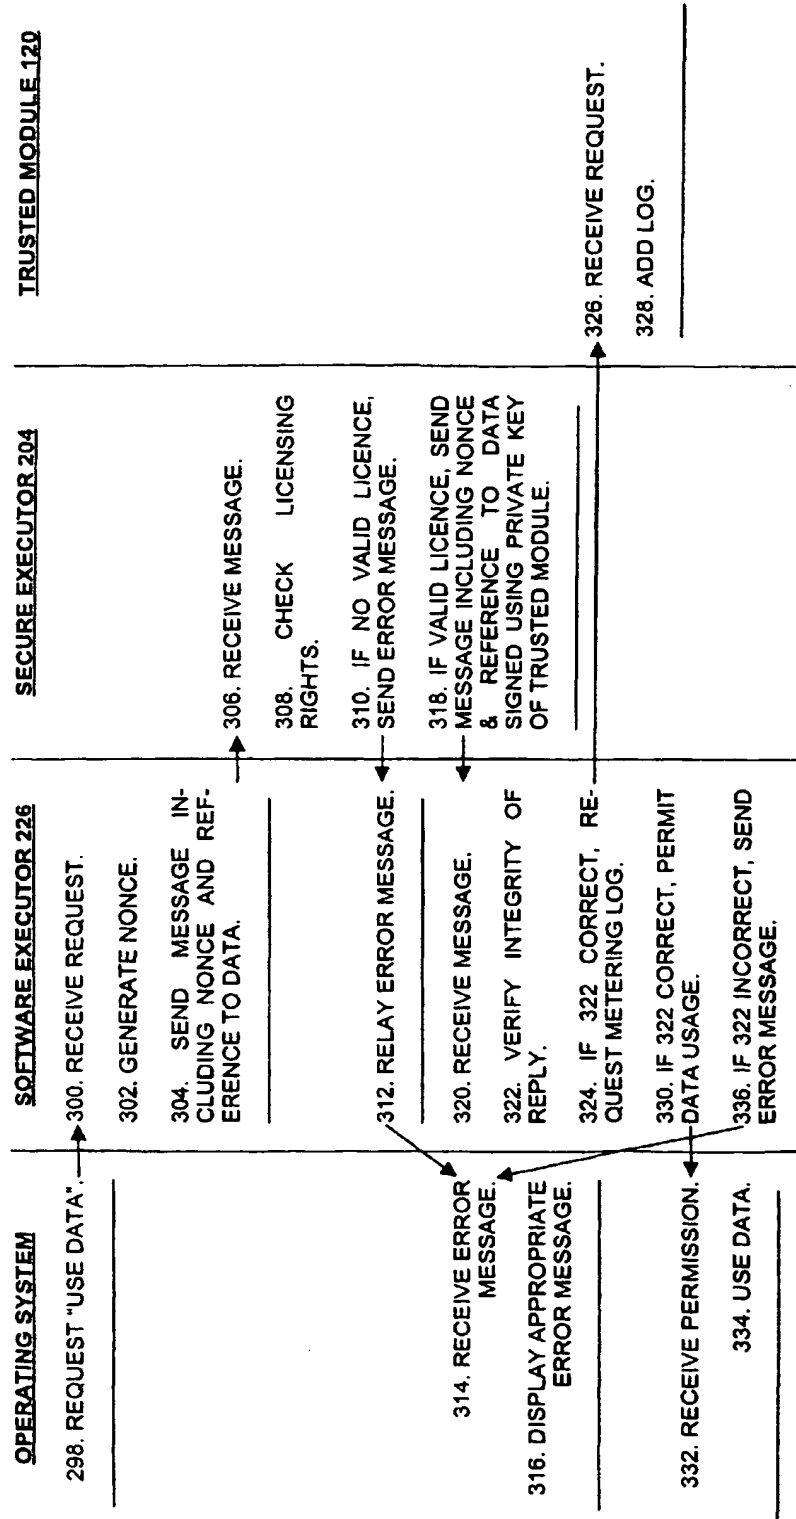 OPERATING SYSTEM
298. REQUEST "USE DATA".
314. RECEIVE ERROR
MESSAGE.
316. DISPLAY APPROPRIATE
ERROR MESSAGE.
332. RECEIVE PERMISSION.
334. USE DATA.
SOFTWARE EXECUTOR 226
300. RECEIVE REQUEST.
302. GENERATE NONCE.
304. SEND MESSAGE IN-
CLUDING NONCE AND REF-
ERENCE TO DATA.
312. RELAY ERROR MESSAGE.
320. RECEIVE MESSAGE.
322. VERIFY INTEGRITY OF
REPLY.
324. IF 322 CORRECT, RE-
QUEST METERING LOG.
330. IF 322 CORRECT, PERMIT
DATA USAGE.
336. IF 322 INCORRECT, SEND
ERROR MESSAGE.
SECURE EXECUTOR 204
306. RECEIVE MESSAGE.
308. CHECK LICENSING
RIGHTS.
310. IF NO VALID LICENCE,
SEND ERROR MESSAGE.
318. IF VALID LICENCE, SEND
MESSAGE INCLUDING NONCE
& REFERENCE TO DATA
SIGNED USING PRIVATE KEY
OF TRUSTED MODULE.
TRUSTED MODULE 120
326. RECEIVE REQUEST.
328. ADD LOG.